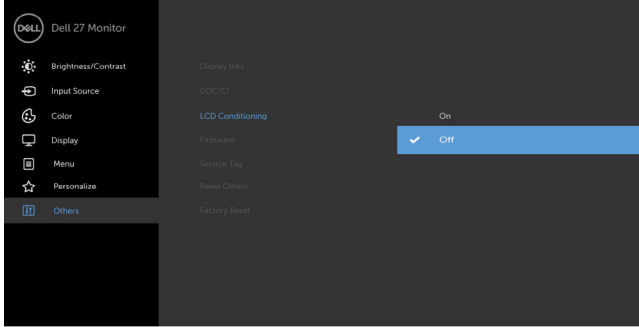 DELL
Dell 27 Monitor
Brightness/Contrast
Input Source
Color
Display
Menu
Personalize
Others
Display Info
DDC/CI
LCD Conditioning
Firmware
Service Tag
Reset Others
Factory Reset
On
Off